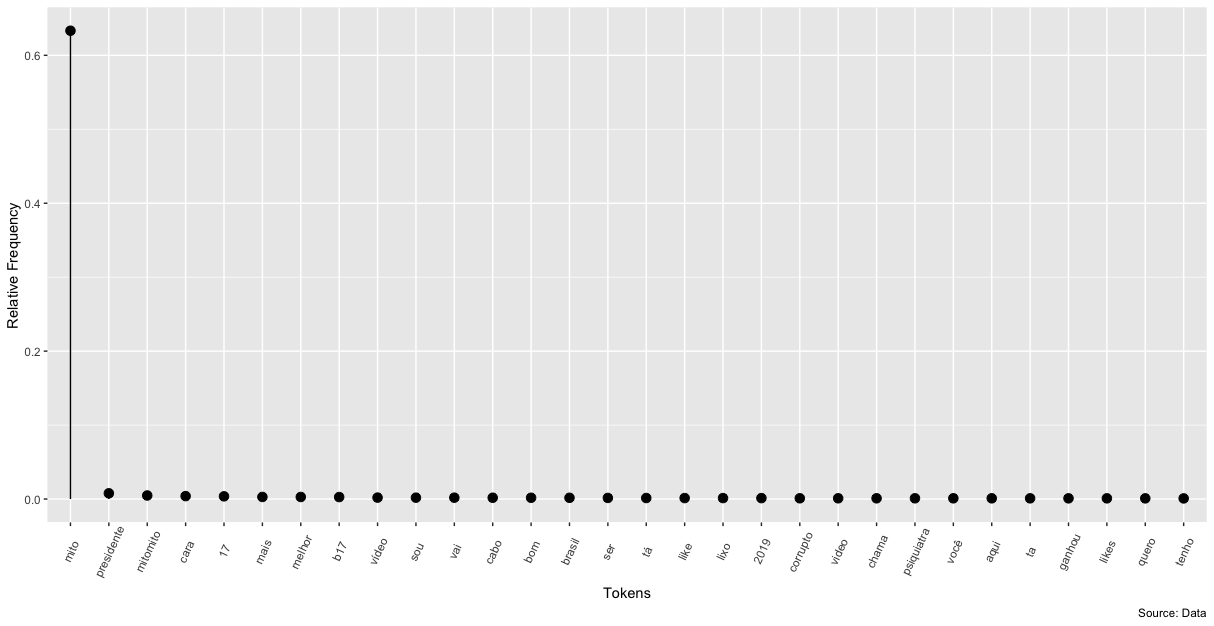 Relative Frequency
0.6
0.4
0.2
0.0
mito
presidente
mitomito
cara
17
mais
melhor
b17
vídeo
sou
vai
cabo
bom
brasil
ser
tá
like
lixo
2019
corrupto
video
chama
psiquiatra
você
aqui
ta
ganhou
likes
quero
tenho
Tokens
Source: Data